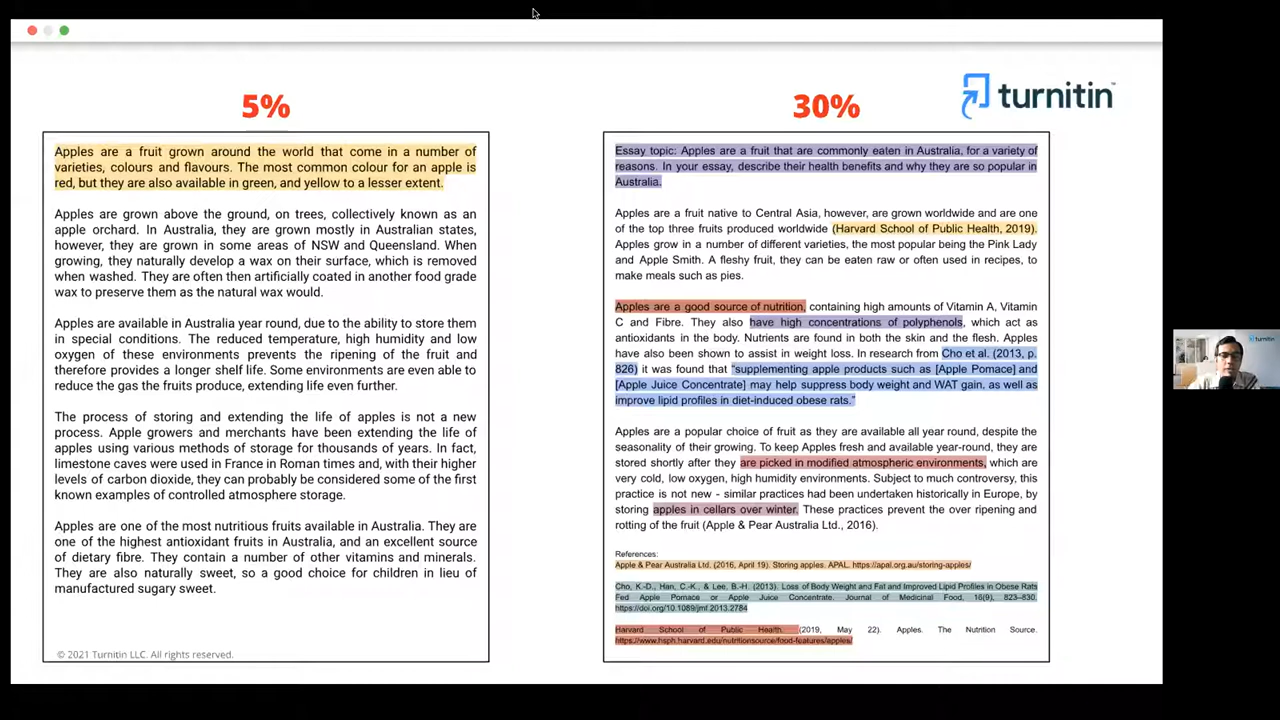 5%
30%
turnitin
Apples are a fruit grown around the world that come in a number of
varieties, colours and flavours. The most common colour for an apple is
red, but they are also available in green, and yellow to a lesser extent.
Apples are grown above the ground, on trees, collectively known as an
apple orchard. In Australia, they are grown mostly in Australian states,
however, they are grown in some areas of NSW and Queensland. When
growing, they naturally develop a wax on their surface, which is removed
when washed. They are often then artificially coated in another food grade
wax to preserve them as the natural wax would.
Apples are available in Australia year round, due to the ability to store them
in special conditions. The reduced temperature, high humidity and low
oxygen of these environments prevents the ripening of the fruit and
therefore provides a longer shelf life. Some environments are even able to
reduce the gas the fruits produce, extending life even further.
The process of storing and extending the life of apples is not a new
process. Apple growers and merchants have been extending the life of
apples using various methods of storage for thousands of years. In fact,
limestone caves were used in France in Roman times and, with their higher
levels of carbon dioxide, they can probably be considered some of the first
known examples of controlled atmosphere storage.
Apples are one of the most nutritious fruits available in Australia. They are
one of the highest antioxidant fruits in Australia, and an excellent source
of dietary fibre. They contain a number of other vitamins and minerals.
They are also naturally sweet, so a good choice for children in lieu of
manufactured sugary sweet.
© 2021 Turnitin LLC. All rights reserved.
Essay topic: Apples are a fruit that are commonly eaten in Australia, for a variety of
reasons. In your essay, describe their health benefits and why they are so popular in
Australia.
Apples are a fruit native to Central Asia, however, are grown worldwide and are one
of the top three fruits produced worldwide (Harvard School of Public Health, 2019).
Apples grow in a number of different varieties, the most popular being the Pink Lady
and Apple Smith. A fleshy fruit, they can be eaten raw or often used in recipes, to
make meals such as pies.
Apples are a good source of nutrition, containing high amounts of Vitamin A, Vitamin
C and Fibre. They also have high concentrations of polyphenols, which act as
antioxidants in the body. Nutrients are found in both the skin and the flesh. Apples
have also been shown to assist in weight loss. In research from Cho et al. (2013, p.
826) it was found that "supplementing apple products such as [Apple Pomace] and
[Apple Juice Concentrate] may help suppress body weight and WAT gain, as well as
improve lipid profiles in diet-induced obese rats."
Apples are a popular choice of fruit as they are available all year round, despite the
seasonality of their growing. To keep Apples fresh and available year-round, they are
stored shortly after they are picked in modified atmospheric environments, which are
very cold, low oxygen, high humidity environments. Subject to much controversy, this
practice is not new - similar practices had been undertaken historically in Europe, by
storing apples in cellars over winter. These practices prevent the over ripening and
rotting of the fruit (Apple & Pear Australia Ltd., 2016).
References:
Apple & Pear Australia Ltd. (2016, April 19). Storing apples. APAL. https://apal.org.au/storing-apples/
Cho, K.-D., Han, C.-K., & Lee, B.-H. (2013). Loss of Body Weight and Fat and Improved Lipid Profiles in Obese Rats
Fed Apple Pomace or Apple Juice Concentrate. Journal of Medicinal Food, 16(9), 823–830.
https://doi.org/10.1089/jmf.2013.2784
Harvard School of Public Health. (2019, May 22). Apples. The Nutrition Source.
https://www.hsph.harvard.edu/nutritionsource/food-features/apples/
turnitin